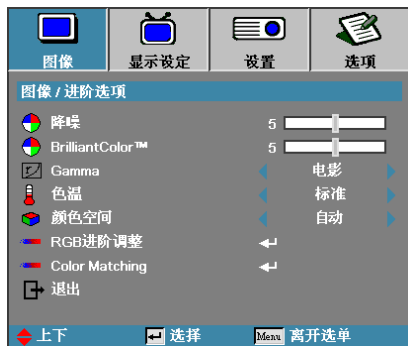 图像 显示设定 设置 选项
图像 / 进阶选项
降噪 5
BrilliantColor™ 5
Gamma 电影
色温 标准
颜色空间 自动
RGB进阶调整
Color Matching
退出
上下 选择 Menu 离开选单